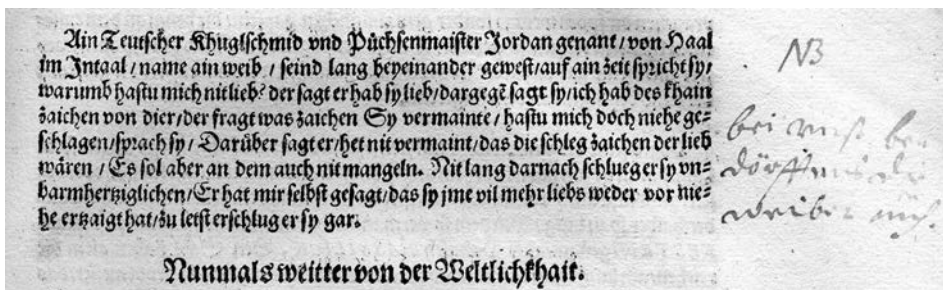 Ain Teutscher Khuglschmid vnd Püchsenmaister Jordan genant / von Haal
im Jntaal / name ain weib / seind lang beyeinander gewest / auf ain zeit spricht sy /
warumb hastu mich nit lieb? der sagt er hab sy lieb / dargegẽ sagt sy / ich hab des khain
zaichen von dier / der fragt was zaichen Sy vermainte / hastu mich doch niehe ge=
schlagen / sprach sy / Darüber sagt er / het nit vermaint / das die schleg zaichen der lieb
wären / Es sol aber an dem auch nit mangeln. Nit lang darnach schlueg er sy vn=
barmhertziglichen / Er hat mir selbst gesagt / das sy jme vil mehr liebs weder vor nie=
he ertzaigt hat / zu letst erschlug er sy gar.
Nunmals weitter von der Weltlichkhait.
NB
bei
weiber auch.